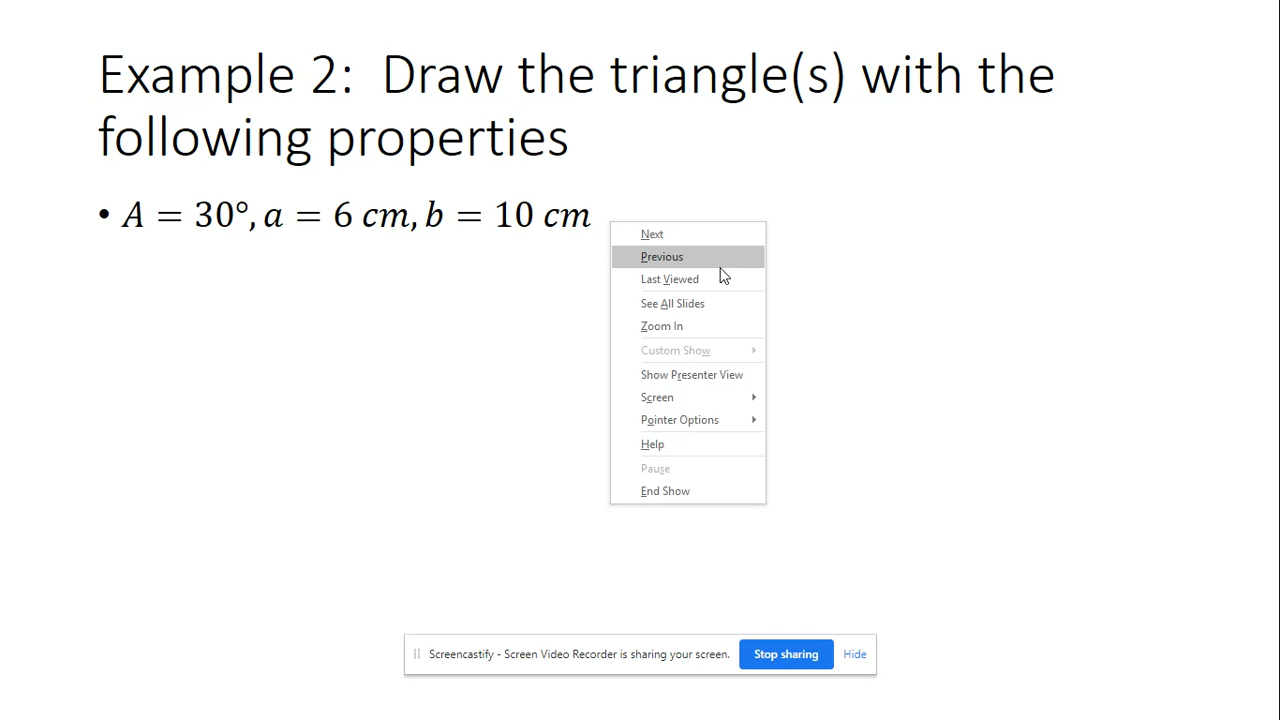 Example 2:  Draw the triangle(s) with the
following properties
• A = 30°, a = 6 cm, b = 10 cm
Next
Previous
Last Viewed
See All Slides
Zoom In
Custom Show
Show Presenter View
Screen
Pointer Options
Help
Pause
End Show
Screencastify - Screen Video Recorder is sharing your screen. Stop sharing Hide